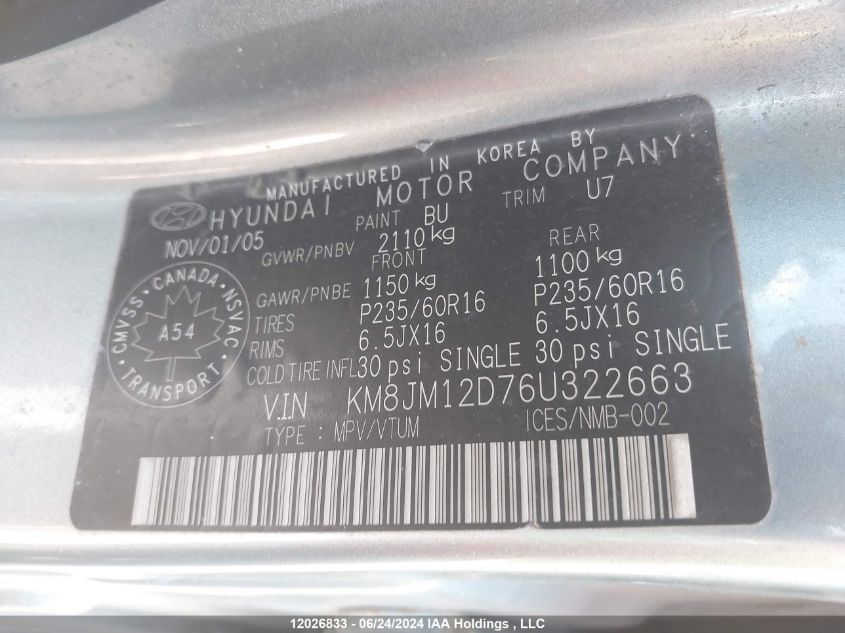 MANUFACTURED IN KOREA BY
HYUNDAI MOTOR COMPANY
NOV/01/05 PAINT BU TRIM U7
GVWR/PNBV 2110 kg
FRONT REAR
GAWR/PNBE 1150 kg 1100 kg
TIRES P235/60R16 P235/60R16
RIMS 6.5JX16 6.5JX16
COLD TIRE INFL 30 psi SINGLE 30 psi SINGLE
CMVSS CANADA NSVAC
A54
TRANSPORT
V.I.N KM8JM12D76U322663
TYPE : MPV/VTUM ICES/NMB-002
12026833 - 06/24/2024 IAA Holdings , LLC